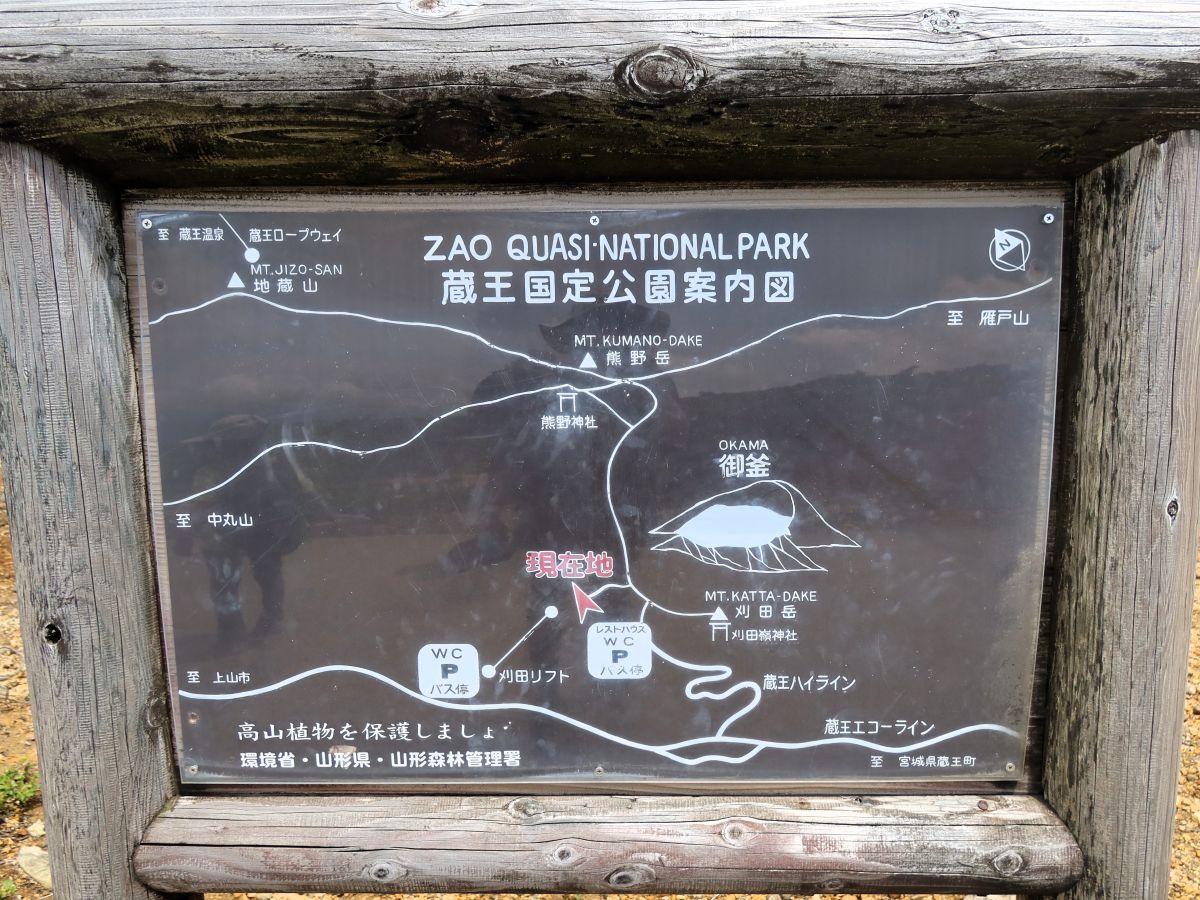 ZAO QUASI-NATIONAL PARK
蔵王国定公園案内図
N
至 蔵王温泉
蔵王ロープウェイ
MT.JIZO-SAN
地蔵山
至 雁戸山
MT.KUMANO-DAKE
熊野岳
熊野神社
至 中丸山
OKAMA
御釜
現在地
MT.KATTA-DAKE
刈田岳
刈田嶺神社
レストハウス
WC
P
バス停
WC
P
バス停
刈田リフト
至 上山市
蔵王ハイライン
蔵王エコーライン
至 宮城県蔵王町
高山植物を保護しましょ
環境省・山形県・山形森林管理署